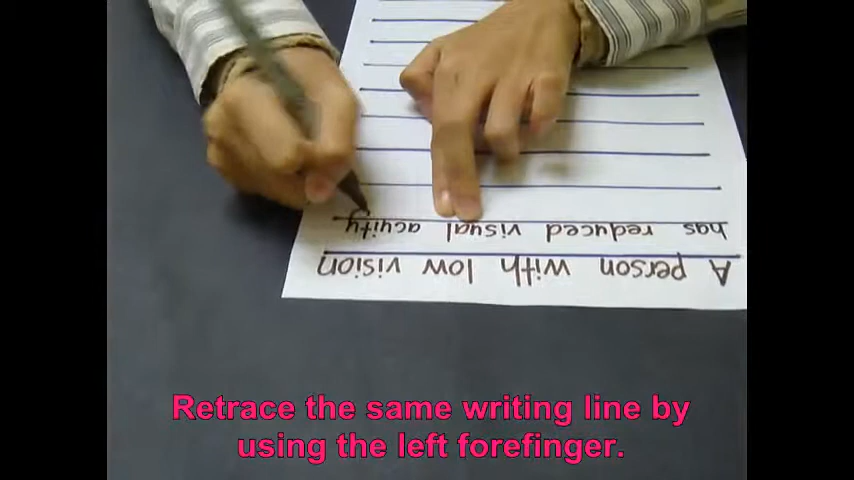 A person with low vision
has reduced visual acuity
Retrace the same writing line by
using the left forefinger.